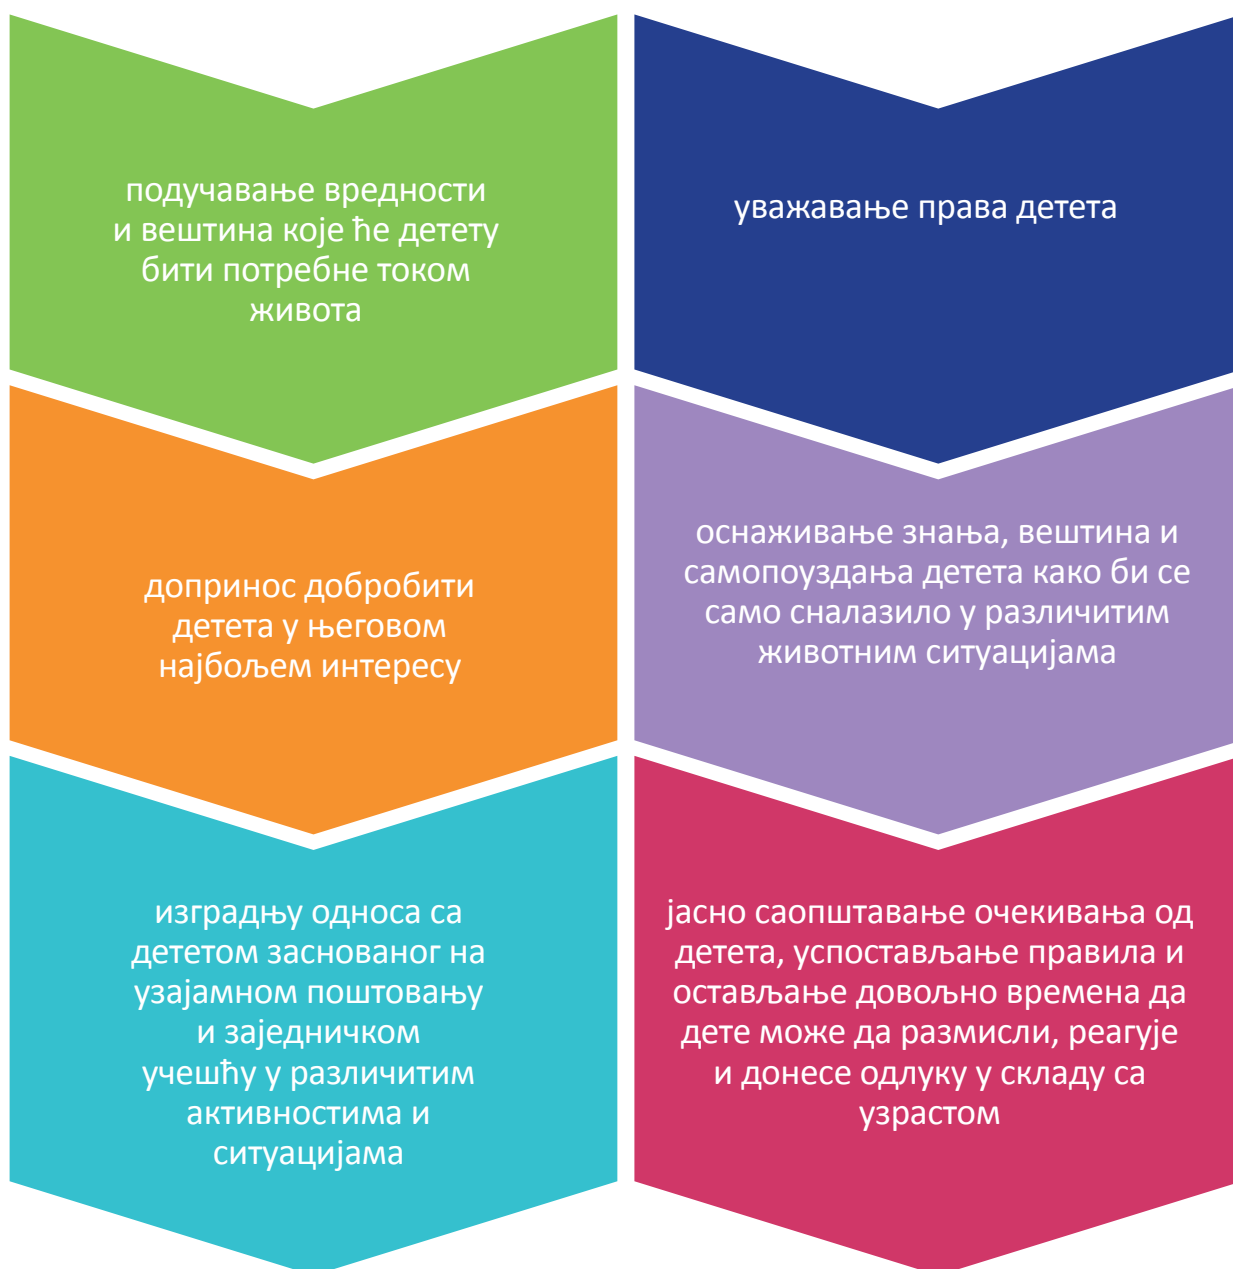 подучавање вредности
и вештина које ће детету
бити потребне током
живота
уважавање права детета
допринос добробити
детета у његовом
најбољем интересу
оснаживање знања, вештина и
самопоуздања детета како би се
само сналазило у различитим
животним ситуацијама
изградњу односа са
дететом заснованог на
узајамном поштовању
и заједничком
учешћу у различитим
активностима и
ситуацијама
јасно саопштавање очекивања од
детета, успостављање правила и
остављање довољно времена да
дете може да размисли, реагује
и донесе одлуку у складу са
узрастом